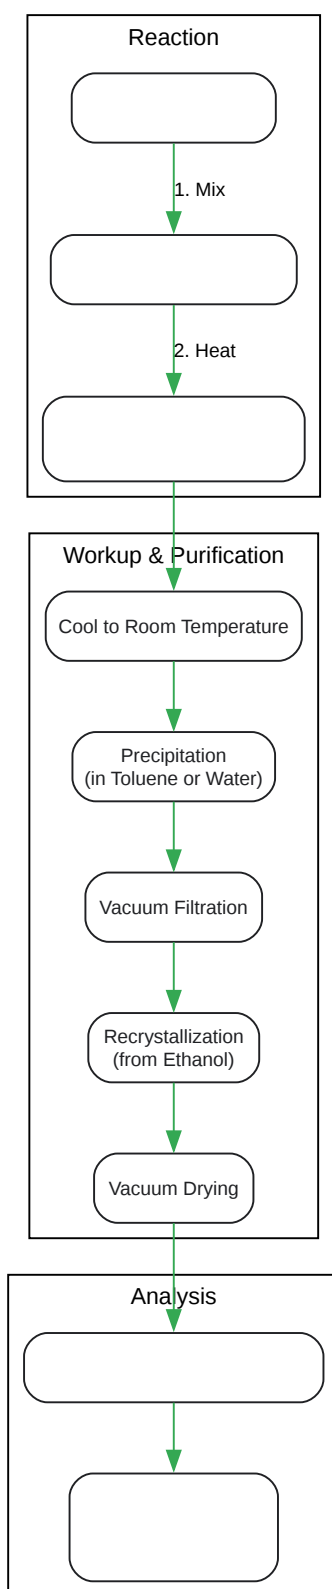 Reaction
1. Mix
2. Heat
Workup & Purification
Cool to Room Temperature
Precipitation
(in Toluene or Water)
Vacuum Filtration
Recrystallization
(from Ethanol)
Vacuum Drying
Analysis